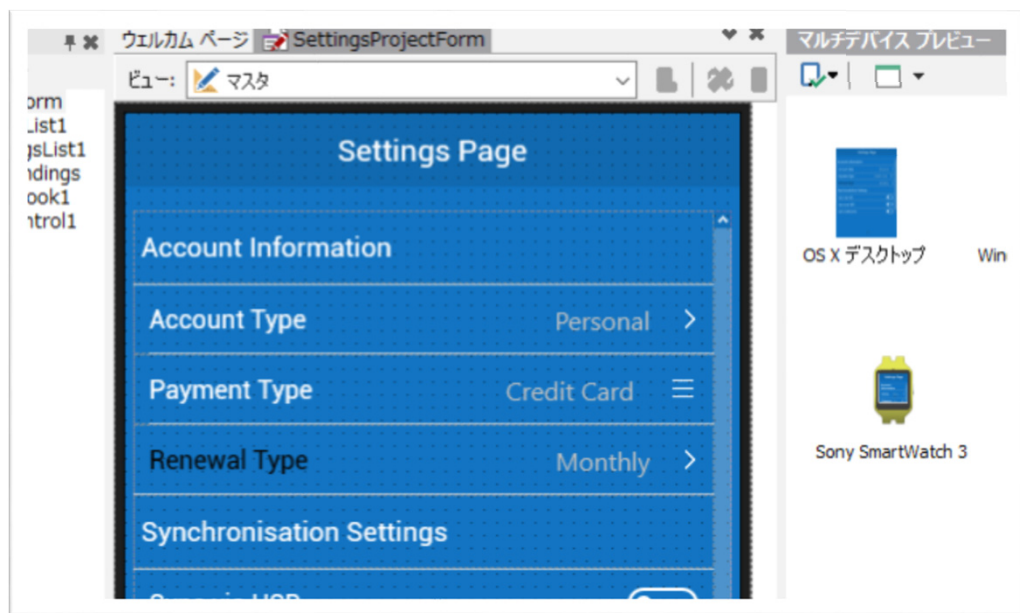 ウェルカム ページ
SettingsProjectForm
マルチデバイス プレビュー
ビュー:
マスタ
orm
List1
gsList1
ndings
ook1
ntrol1
Settings Page
Account Information
Account Type
Personal
Payment Type
Credit Card
Renewal Type
Monthly
Synchronisation Settings
OS X デスクトップ
Win
Sony SmartWatch 3